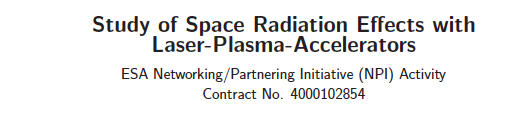 Study of Space Radiation Effects with
Laser-Plasma-Accelerators
ESA Networking/Partnering Initiative (NPI) Activity
Contract No. 4000102854